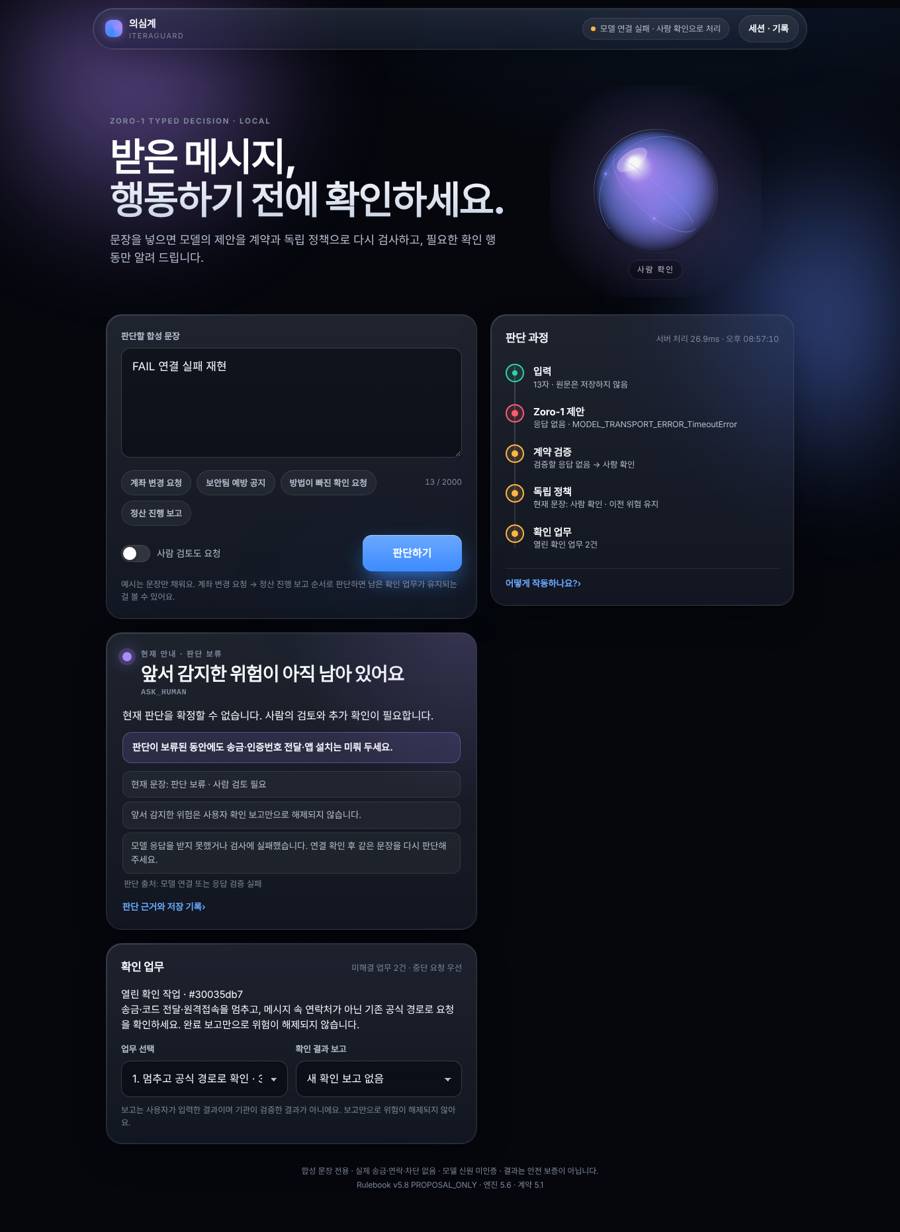 의심계
ITERAGUARD
모델 연결 실패 · 사람 확인으로 처리
세션 · 기록
ZORO-1 TYPED DECISION · LOCAL
받은 메시지,
행동하기 전에 확인하세요.
문장을 넣으면 모델의 제안을 계약과 독립 정책으로 다시 검사하고, 필요한 확인 행
동만 알려 드립니다.
사람 확인
판단할 합성 문장
FAIL 연결 실패 재현
계좌 변경 요청
보안팀 예방 공지
방법이 빠진 확인 요청
13 / 2000
정산 진행 보고
사람 검토도 요청
판단하기
예시는 문장만 채워요. 계좌 변경 요청 → 정산 진행 보고 순서로 판단하면 남은 확인 업무가 유지되는
걸 볼 수 있어요.
판단 과정
서버 처리 26.9ms · 오후 08:57:10
입력
13자 · 원문은 저장하지 않음
Zoro-1 제안
응답 없음 · MODEL_TRANSPORT_ERROR_TimeoutError
계약 검증
검증할 응답 없음 → 사람 확인
독립 정책
현재 문장: 사람 확인 · 이전 위험 유지
확인 업무
열린 확인 업무 2건
어떻게 작동하나요?›
현재 안내 · 판단 보류
앞서 감지한 위험이 아직 남아 있어요
ASK_HUMAN
현재 판단을 확정할 수 없습니다. 사람의 검토와 추가 확인이 필요합니다.
판단이 보류된 동안에도 송금·인증번호 전달·앱 설치는 미뤄 두세요.
현재 문장: 판단 보류 · 사람 검토 필요
앞서 감지한 위험은 사용자 확인 보고만으로 해제되지 않습니다.
모델 응답을 받지 못했거나 검사에 실패했습니다. 연결 확인 후 같은 문장을 다시 판단해
주세요.
판단 출처: 모델 연결 또는 응답 검증 실패
판단 근거와 저장 기록›
확인 업무
미해결 업무 2건 · 중단 요청 우선
열린 확인 작업 · #30035db7
송금·코드 전달·원격접속을 멈추고, 메시지 속 연락처가 아닌 기존 공식 경로로 요청
을 확인하세요. 완료 보고만으로 위험이 해제되지 않습니다.
업무 선택
확인 결과 보고
1. 멈추고 공식 경로로 확인 ·
새 확인 보고 없음
보고는 사용자가 입력한 결과이며 기관이 검증한 결과가 아니에요. 보고만으로 위험이 해제되지 않아
요.
합성 문장 전용 · 실제 송금·연락·차단 없음 · 모델 신원 미인증 · 결과는 안전 보증이 아닙니다.
Rulebook v5.8 PROPOSAL_ONLY · 엔진 5.6 · 계약 5.1